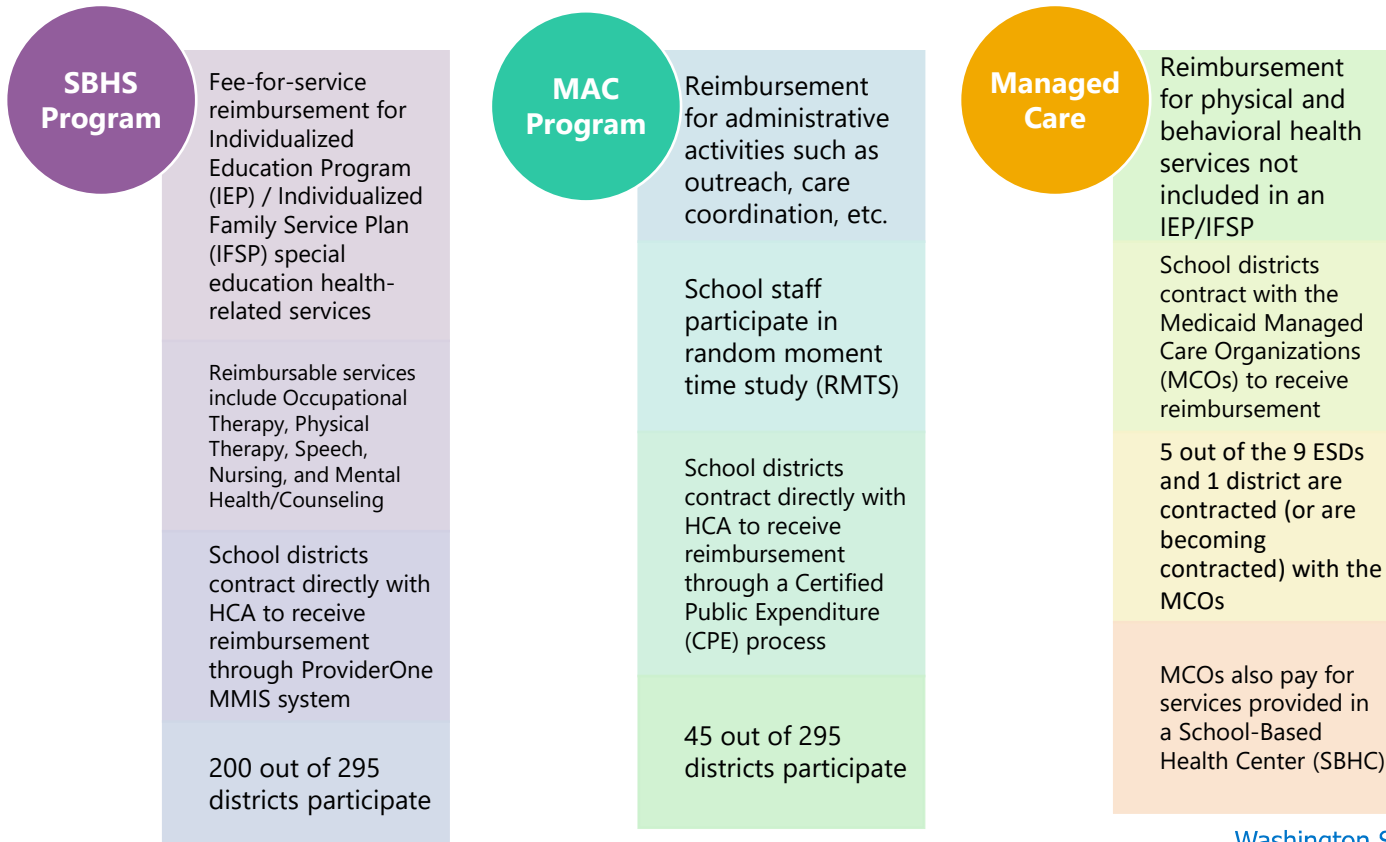 SBHS
Program
Fee-for-service
reimbursement for
Individualized
Education Program
(IEP) / Individualized
Family Service Plan
(IFSP) special
education health-
related services
Reimbursable services
include Occupational
Therapy, Physical
Therapy, Speech,
Nursing, and Mental
Health/Counseling
School districts
contract directly with
HCA to receive
reimbursement
through ProviderOne
MMIS system
200 out of 295
districts participate
MAC
Program
Reimbursement
for administrative
activities such as
outreach, care
coordination, etc.
School staff
participate in
random moment
time study (RMTS)
School districts
contract directly with
HCA to receive
reimbursement
through a Certified
Public Expenditure
(CPE) process
45 out of 295
districts participate
Managed
Care
Reimbursement
for physical and
behavioral health
services not
included in an
IEP/IFSP
School districts
contract with the
Medicaid Managed
Care Organizations
(MCOs) to receive
reimbursement
5 out of the 9 ESDs
and 1 district are
contracted (or are
becoming
contracted) with the
MCOs
MCOs also pay for
services provided in
a School-Based
Health Center (SBHC)
Washington